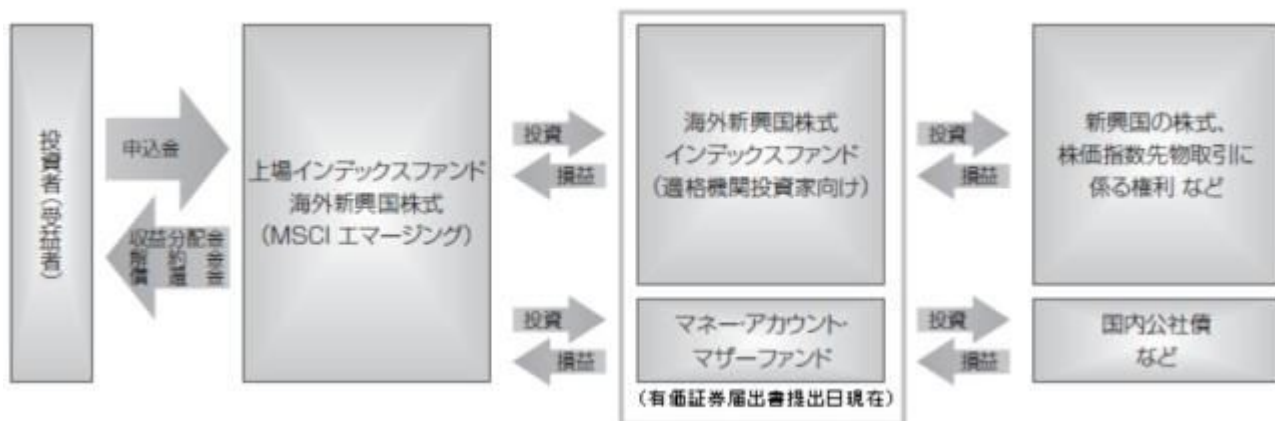 投資者(受益者)
申込金
収益分配金
解約金
償還金
上場インデックスファンド
海外新興国株式
(MSCI エマージング)
投資
損益
投資
損益
海外新興国株式
インデックスファンド
(適格機関投資家向け)
マネー・アカウント・
マザーファンド
(有価証券届出書提出日現在)
投資
損益
投資
損益
新興国の株式、
株価指数先物取引に
係る権利 など
国内公社債
など